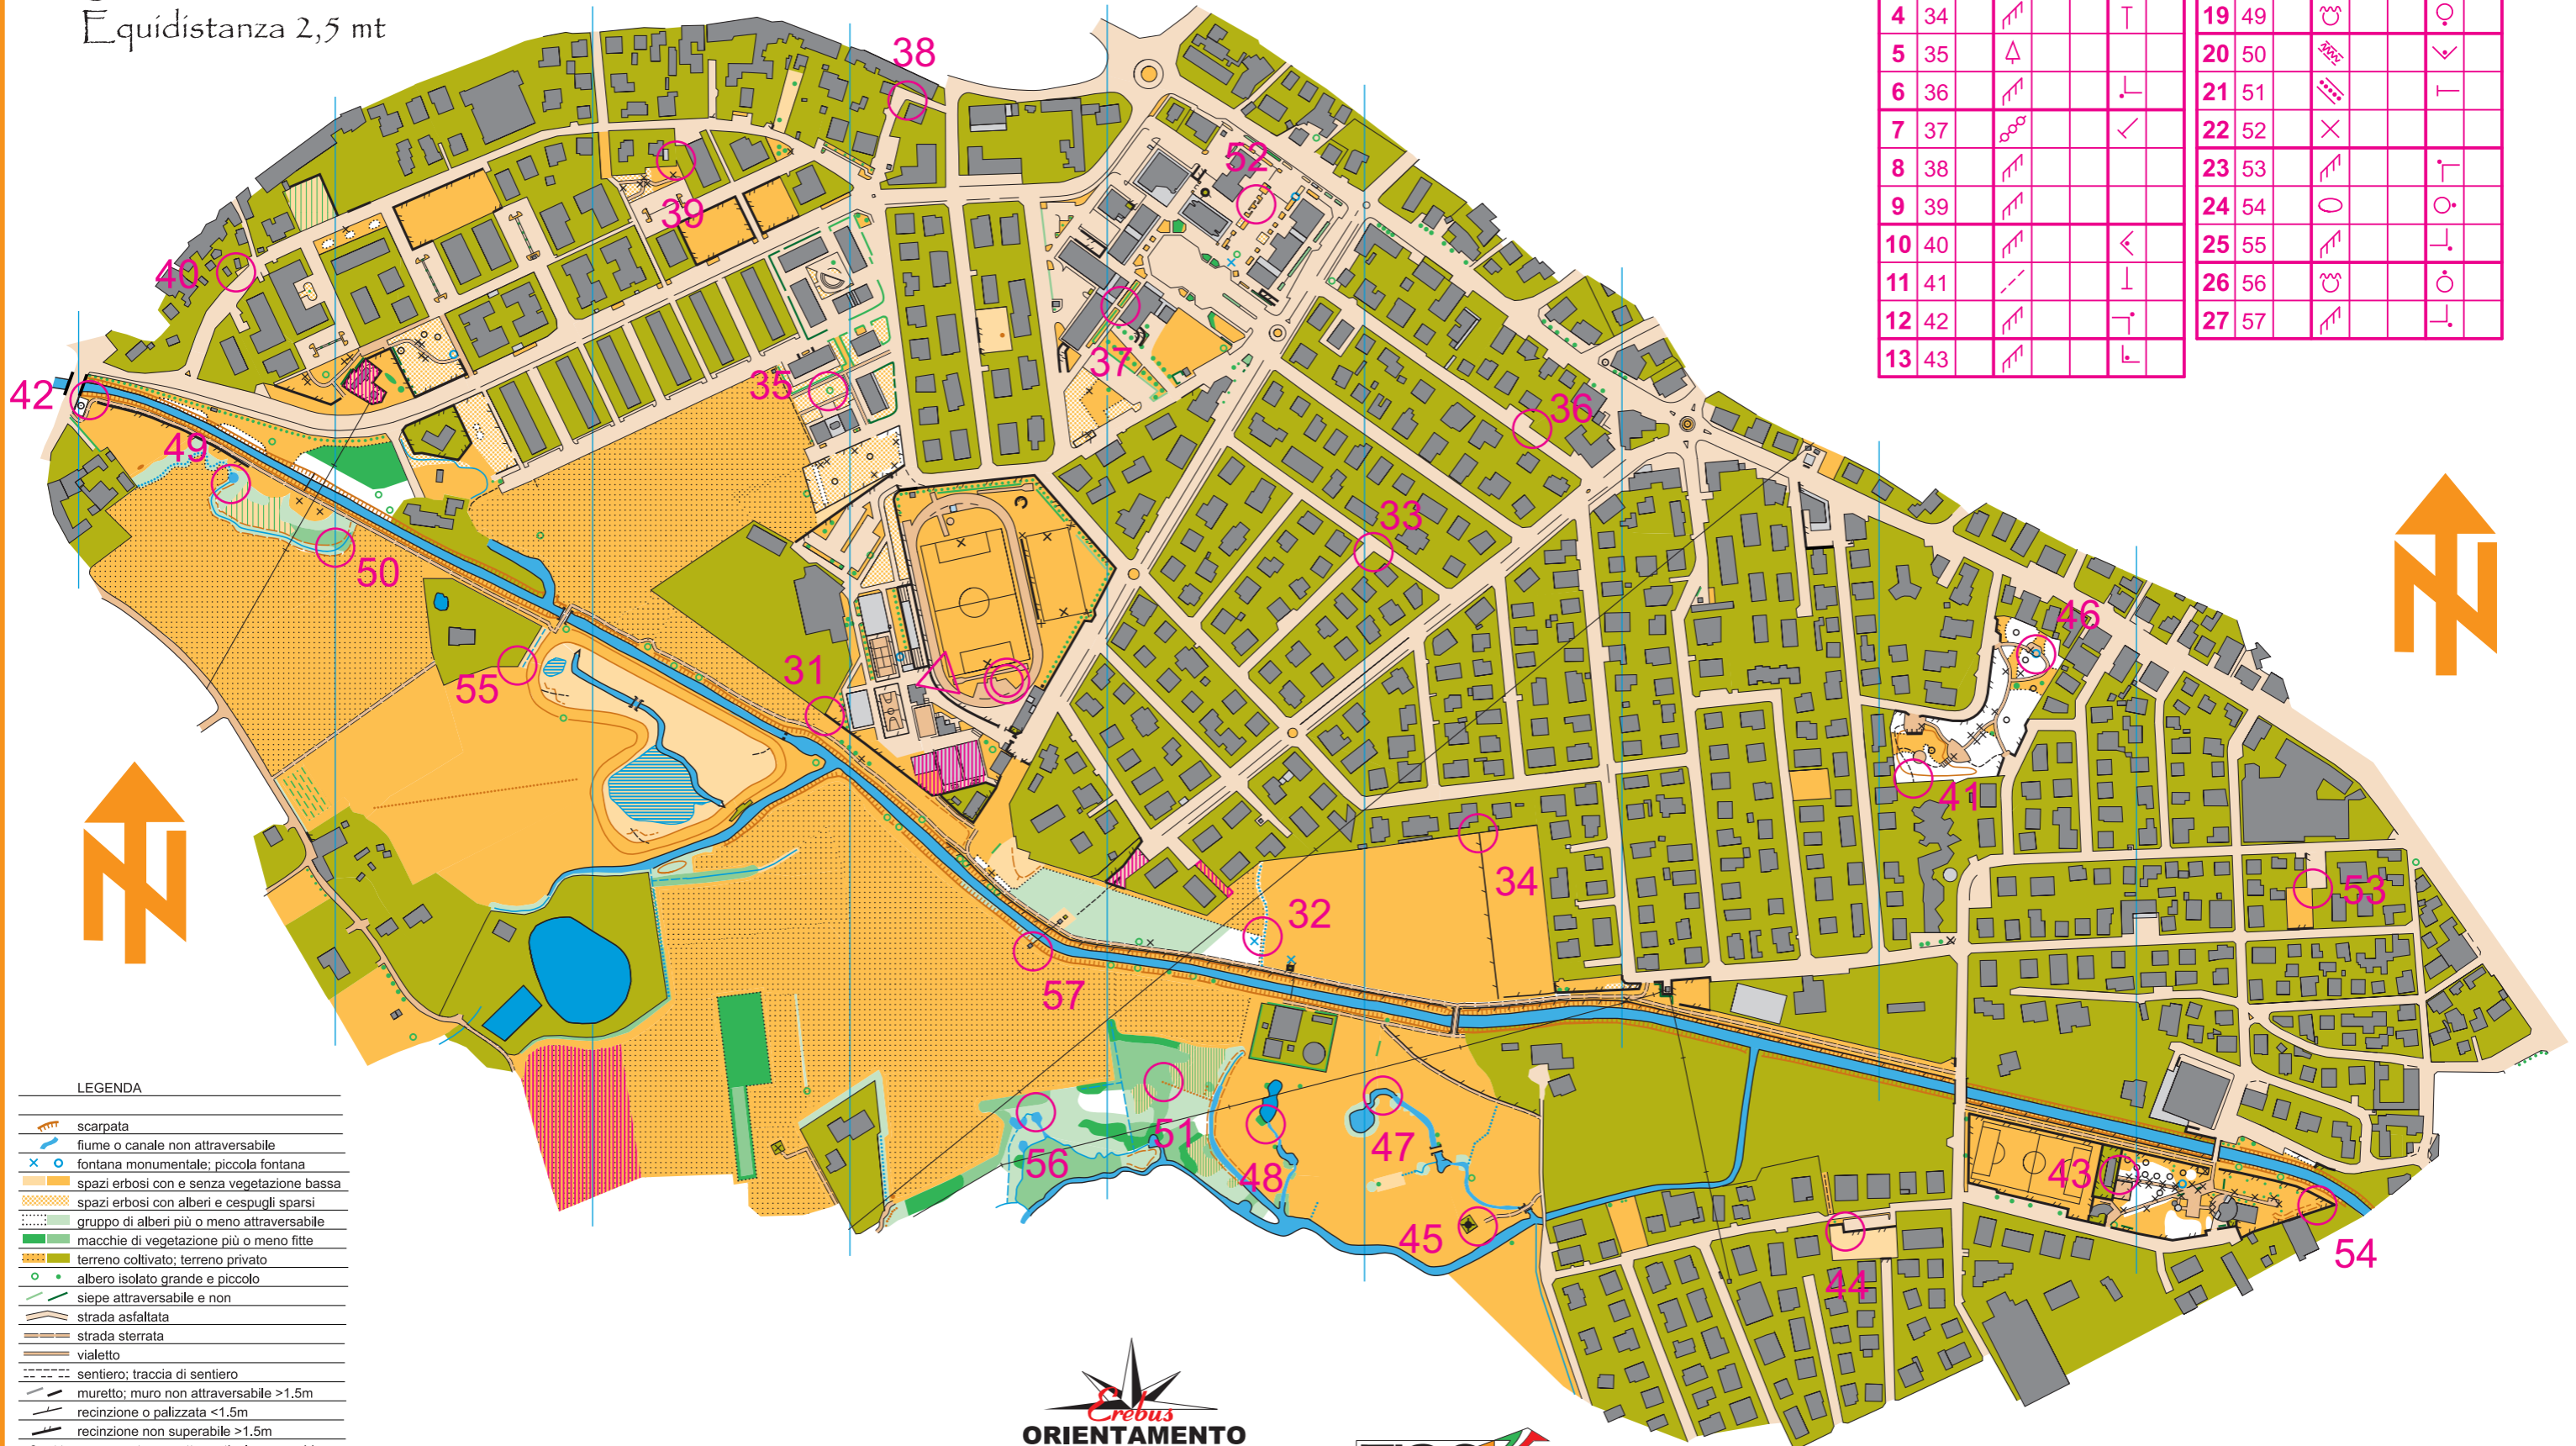 Equidistanza 2,5 mt
4 34
5 35
6 36
7 37
8 38
9 39
10 40
11 41
12 42
13 43
19 49
20 50
21 51
22 52
23 53
24 54
25 55
26 56
27 57
38
52
39
40
37
35
42
36
49
33
50
46
31
55
41
34
53
32
57
51
56
47
48
43
45
44
54
LEGENDA
scarpata
fiume o canale non attraversabile
fontana monumentale; piccola fontana
spazi erbosi con e senza vegetazione bassa
spazi erbosi con alberi e cespugli sparsi
gruppo di alberi più o meno attraversabile
macchie di vegetazione più o meno fitte
terreno coltivato; terreno privato
albero isolato grande e piccolo
siepe attraversabile e non
strada asfaltata
strada sterrata
vialetto
sentiero; traccia di sentiero
muretto; muro non attraversabile >1.5m
recinzione o palizzata <1.5m
recinzione non superabile >1.5m
Erebus
ORIENTAMENTO